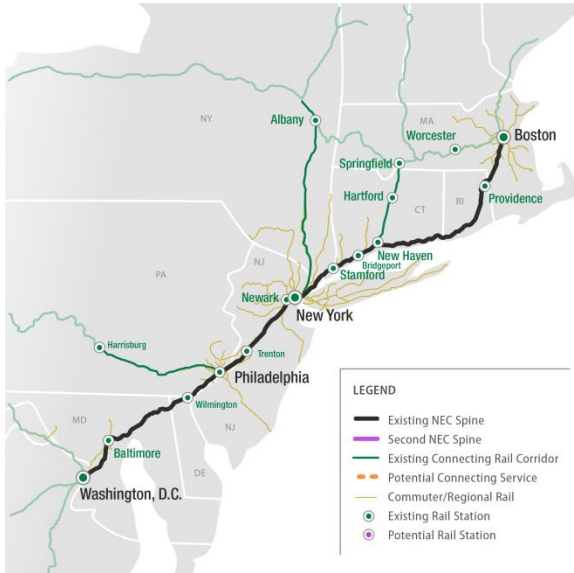 NY
Albany
MA
Worcester
Boston
Springfield
Hartford
CT
RI
Providence
New Haven
Bridgeport
Stamford
NJ
PA
Newark
New York
Harrisburg
Trenton
Philadelphia
Wilmington
MD
NJ
Baltimore
DE
Washington, D.C.
LEGEND
Existing NEC Spine
Second NEC Spine
Existing Connecting Rail Corridor
Potential Connecting Service
Commuter/Regional Rail
Existing Rail Station
Potential Rail Station